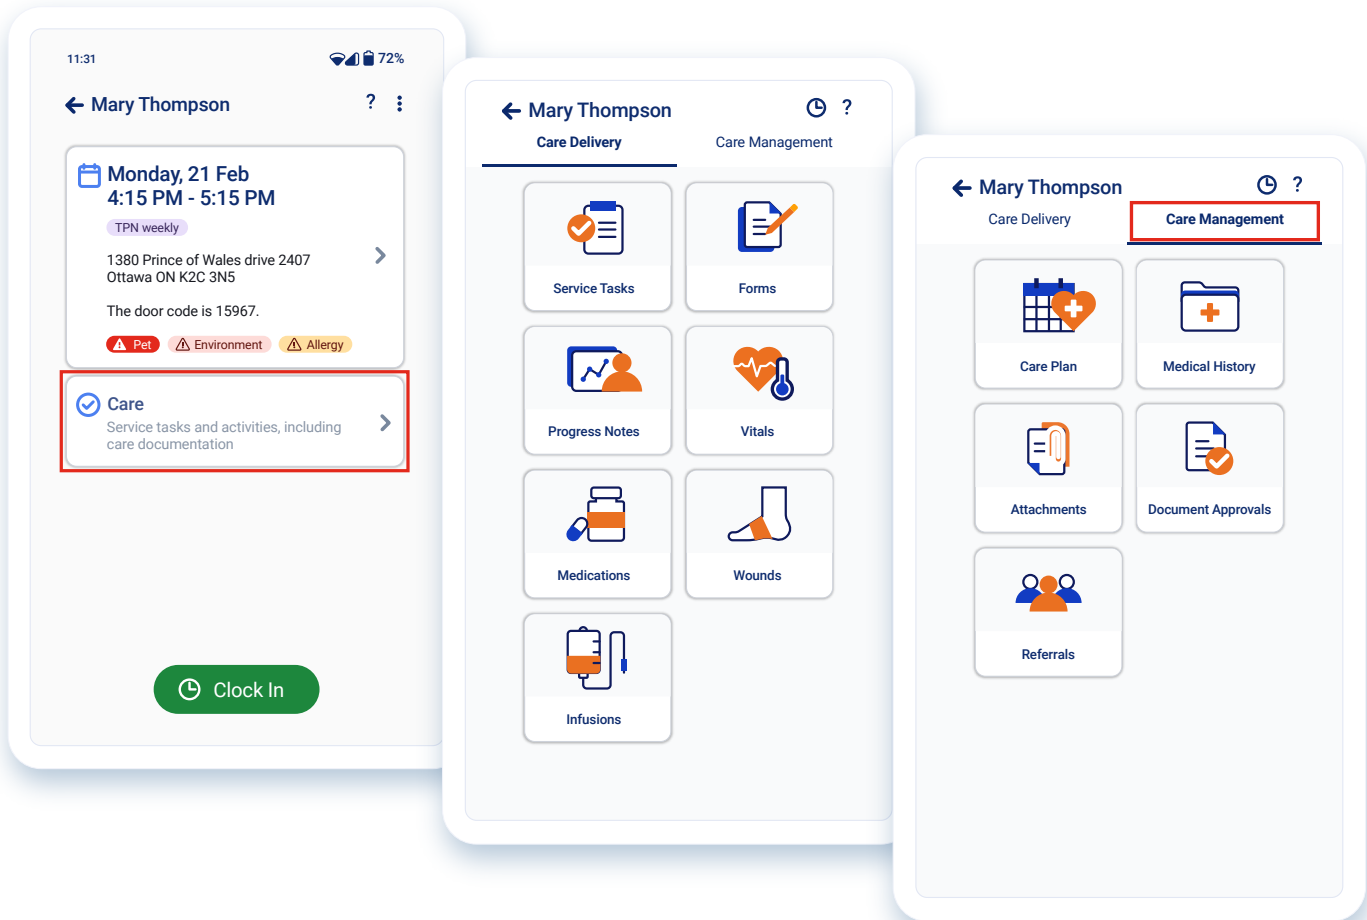 11:31
72%
Mary Thompson
?
Monday, 21 Feb
4:15 PM - 5:15 PM
TPN weekly
1380 Prince of Wales drive 2407
Ottawa ON K2C 3N5
The door code is 15967.
Pet
Environment
Allergy
Care
Service tasks and activities, including
care documentation
Clock In
Mary Thompson
?
Care Delivery
Care Management
Service Tasks
Forms
Progress Notes
Vitals
Medications
Wounds
Infusions
Mary Thompson
?
Care Delivery
Care Management
Care Plan
Medical History
Attachments
Document Approvals
Referrals